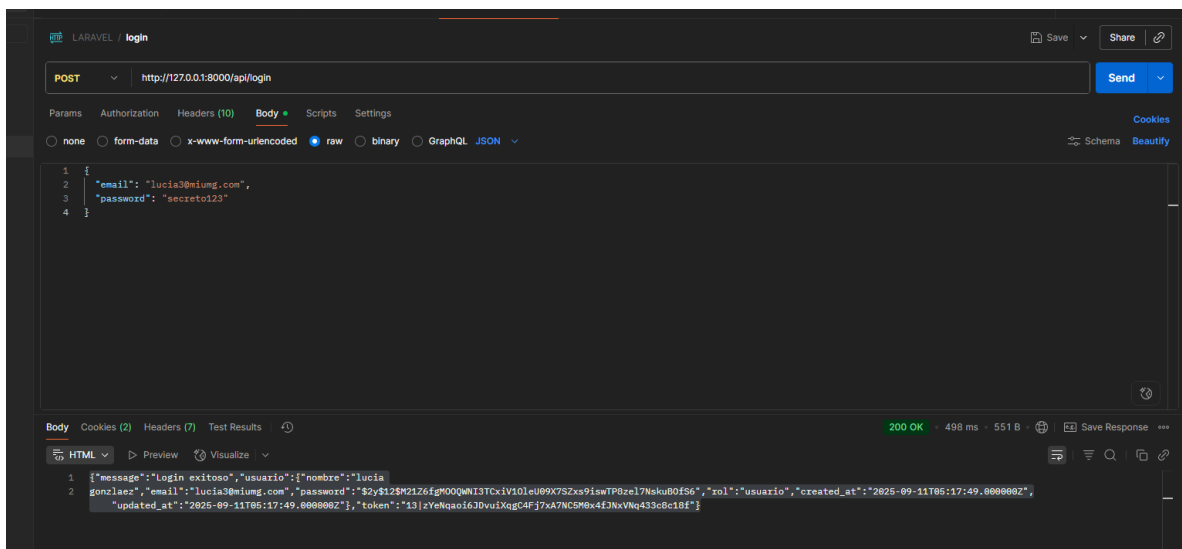 LARAVEL / login
Save
Share
POST http://127.0.0.1:8000/api/login
Send
Params Authorization Headers (10) Body Scripts Settings
Cookies
none form-data x-www-form-urlencoded raw binary GraphQL JSON
Schema Beautify
1 {
2 "email": "lucia3@miumg.com",
3 "password": "secreto123"
4 }
Body Cookies (2) Headers (7) Test Results
200 OK • 498 ms • 551 B
e.g. Save Response
HTML Preview Visualize
1 {"message":"Login exitoso","usuario":{"nombre":"lucia
2 gonzlaez","email":"lucia3@miumg.com","password":"$2y$12$M21Z6fgMOOQWNI3TCxiV1OleU09X7SZxs9iswTP8zel7NskuBOfS6","rol":"usuario","created_at":"2025-09-11T05:17:49.000000Z",
"updated_at":"2025-09-11T05:17:49.000000Z"},"token":"13|zYeNqaoi6JDvuiXqgC4Fj7xA7NC5M0x4fJNxVNq433c8c18f"}